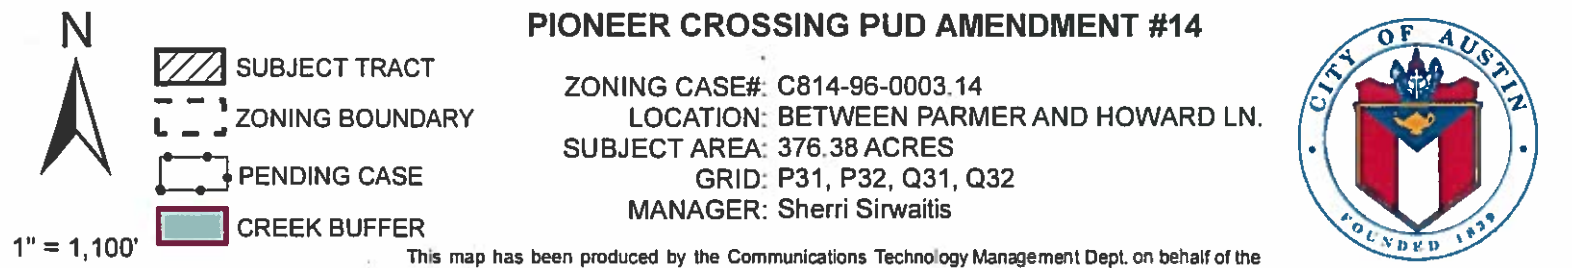 N
1" = 1,100'
SUBJECT TRACT
ZONING BOUNDARY
PENDING CASE
CREEK BUFFER
PIONEER CROSSING PUD AMENDMENT #14
ZONING CASE#: C814-96-0003.14
LOCATION: BETWEEN PARMER AND HOWARD LN.
SUBJECT AREA: 376.38 ACRES
GRID: P31, P32, Q31, Q32
MANAGER: Sherri Sirwaitis
This map has been produced by the Communications Technology Management Dept. on behalf of the
CITY OF AUSTIN
FOUNDED 1839